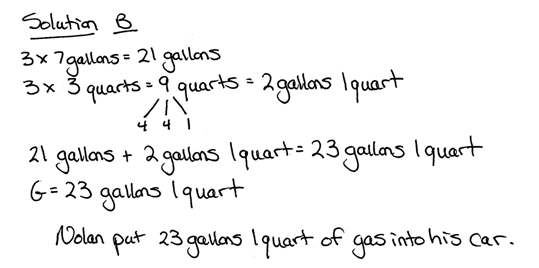 Solution B
3 x 7gallons = 21 gallons
3 x 3 quarts = 9 quarts = 2 gallons 1 quart
4 4 1
21 gallons + 2 gallons 1 quart = 23 gallons 1 quart
G = 23 gallons 1 quart
Nolan put 23 gallons 1 quart of gas into his car.